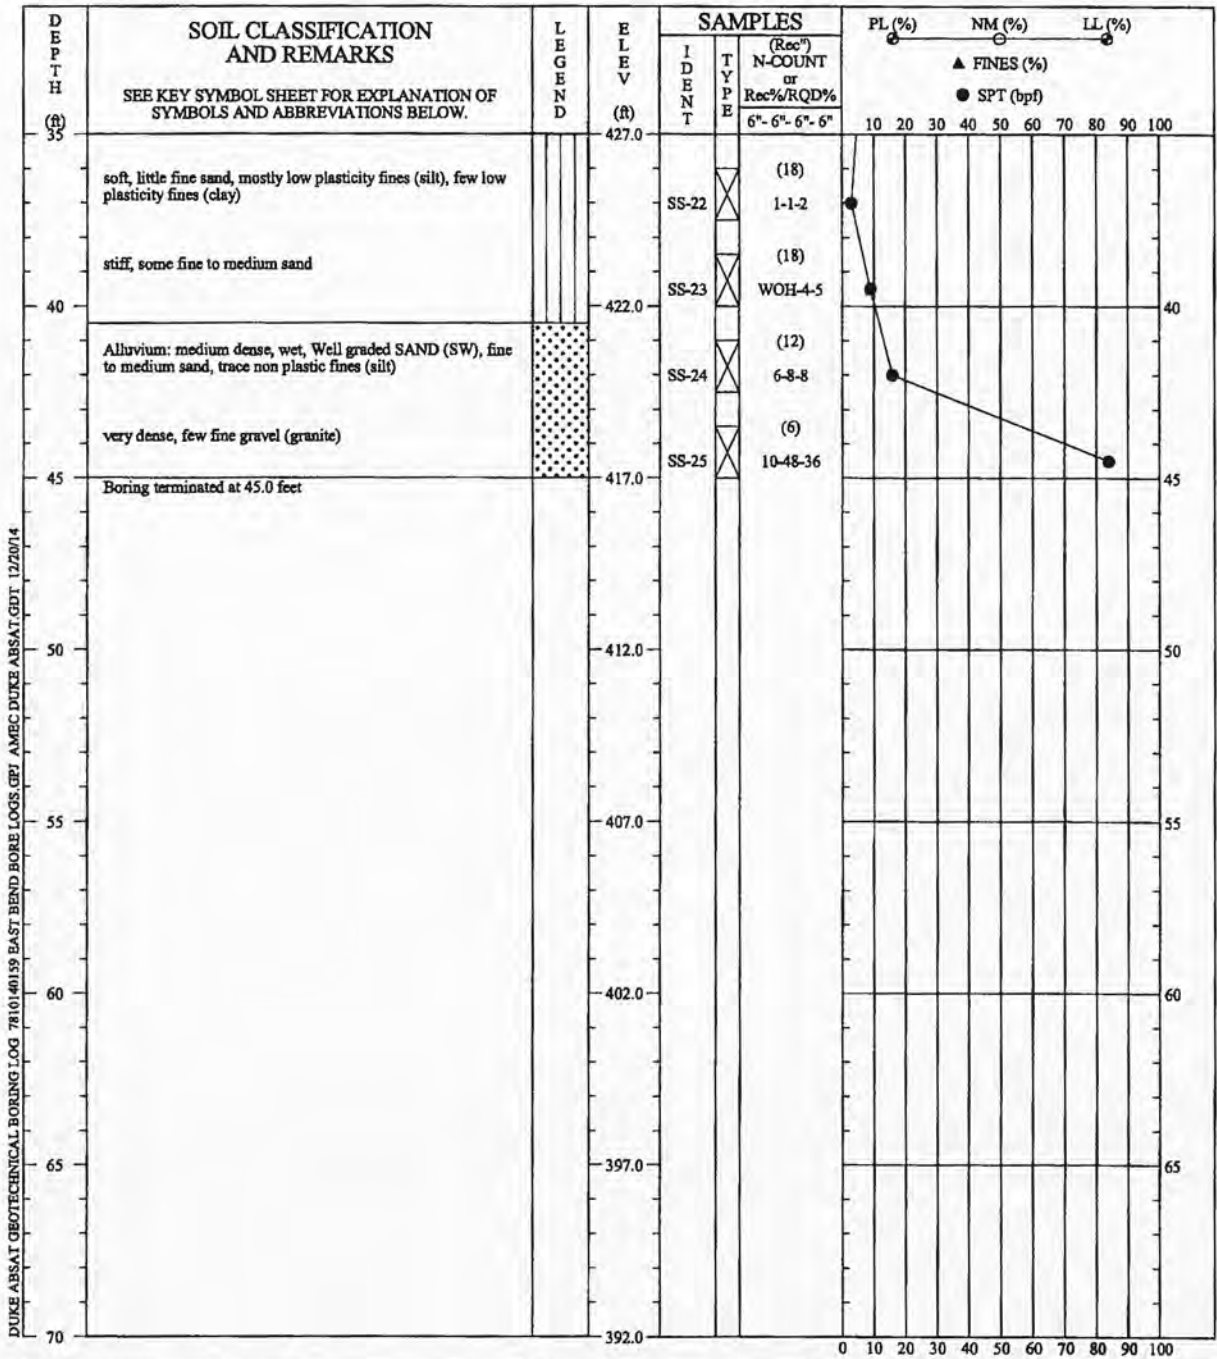 DEPTH
(ft)
SOIL CLASSIFICATION
AND REMARKS
SEE KEY SYMBOL SHEET FOR EXPLANATION OF
SYMBOLS AND ABBREVIATIONS BELOW.
LEGEND
ELEV
(ft)
SAMPLES
IDENT
TYPE
(Rec")
N-COUNT
or
Rec%/RQD%
6"- 6"- 6"- 6"
PL (%) NM (%) LL (%)
▲ FINES (%)
● SPT (bpf)
10 20 30 40 50 60 70 80 90 100
35 427.0
soft, little fine sand, mostly low plasticity fines (silt), few low
plasticity fines (clay)
SS-22 (18)
1-1-2
stiff, some fine to medium sand
SS-23 (18)
WOH-4-5
40 422.0 40
Alluvium: medium dense, wet, Well graded SAND (SW), fine
to medium sand, trace non plastic fines (silt)
SS-24 (12)
6-8-8
very dense, few fine gravel (granite)
SS-25 (6)
10-48-36
45 417.0 45
Boring terminated at 45.0 feet
50 412.0 50
55 407.0 55
60 402.0 60
65 397.0 65
70 392.0
0 10 20 30 40 50 60 70 80 90 100
DUKE ABSAT GEOTECHNICAL BORING LOG 7810140159 EAST BEND BORE LOGS.GPJ AMEC DUKE ABSAT.GDT 12/20/14